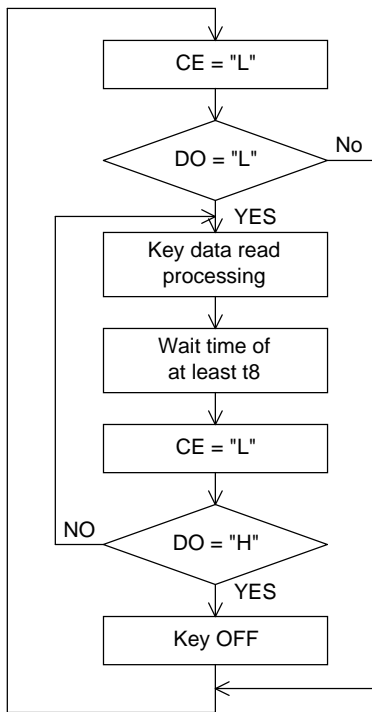 CE = "L"
DO = "L"
No
YES
Key data read
processing
Wait time of
at least t8
CE = "L"
NO
DO = "H"
YES
Key OFF